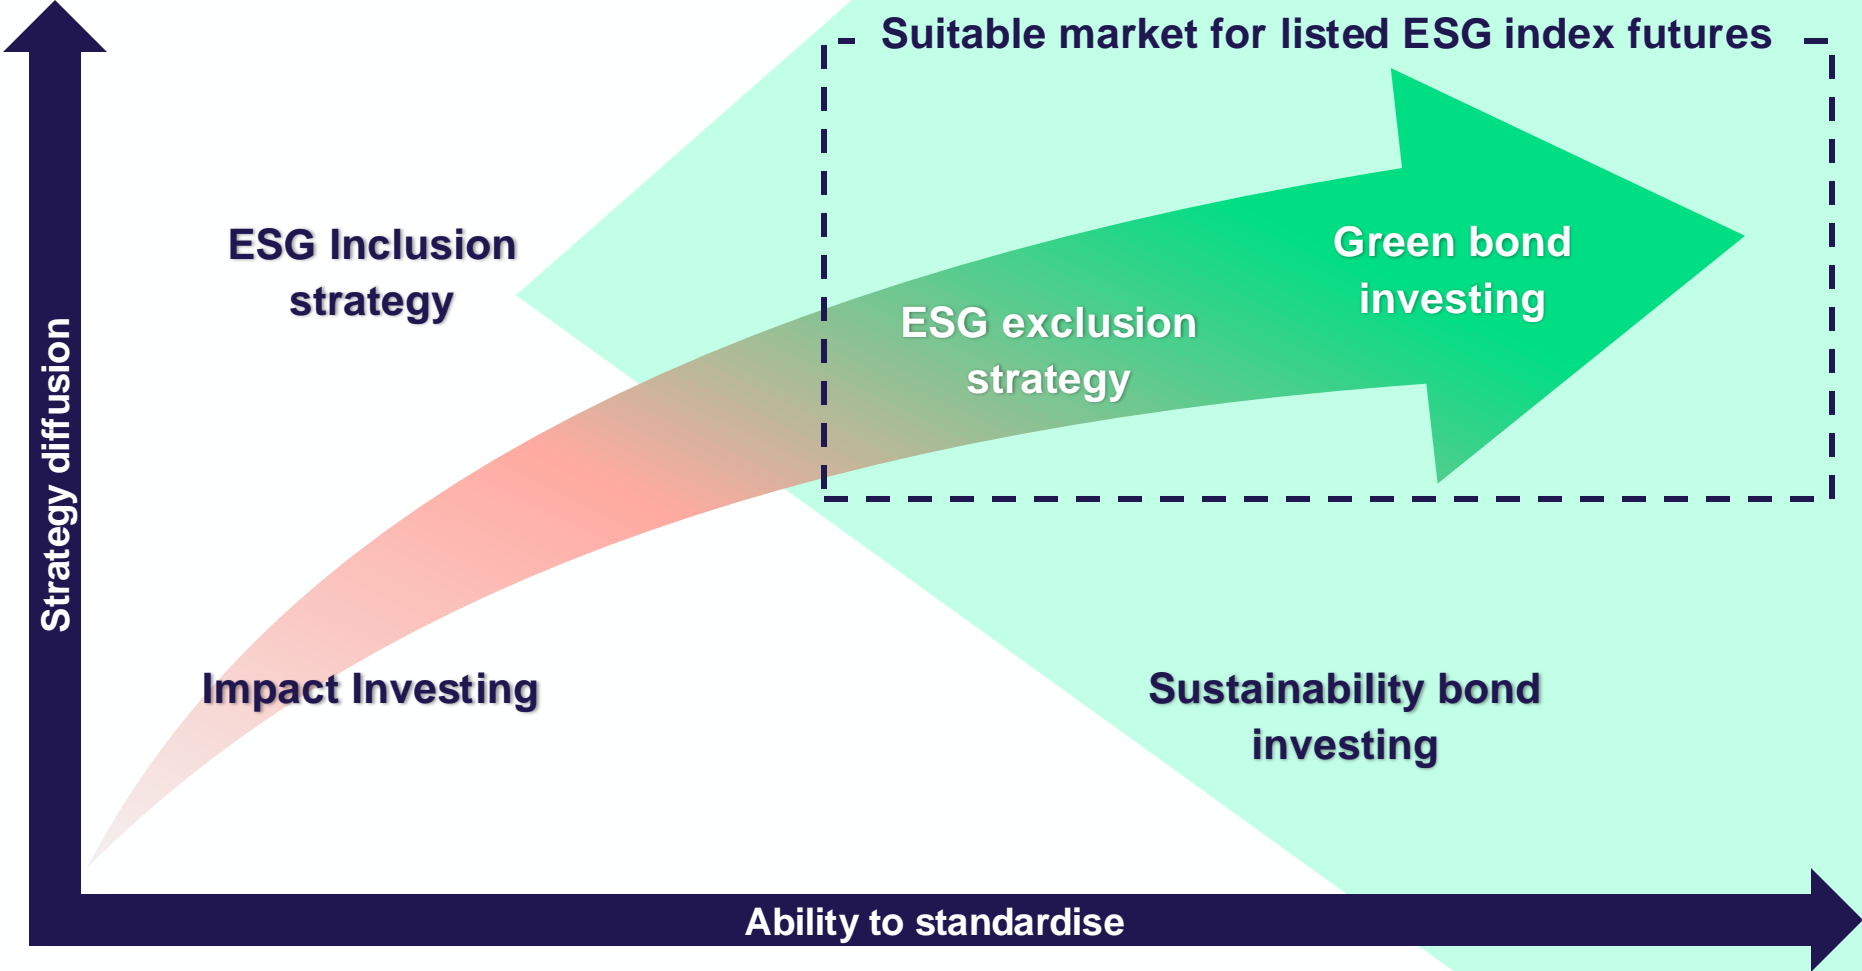 Suitable market for listed ESG index futures
ESG Inclusion
strategy
Green bond
investing
ESG exclusion
strategy
Strategy diffusion
Impact Investing
Sustainability bond
investing
Ability to standardise